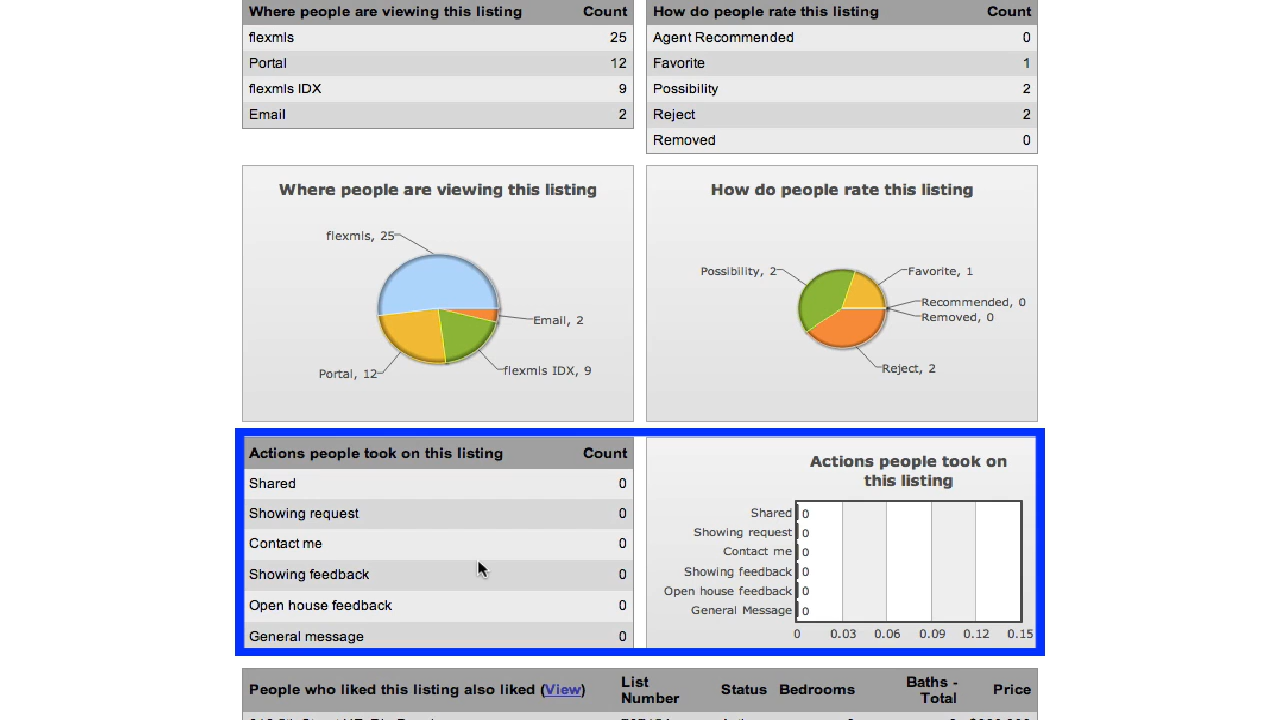 Where people are viewing this listing Count
flexmls 25
Portal 12
flexmls IDX 9
Email 2
How do people rate this listing Count
Agent Recommended 0
Favorite 1
Possibility 2
Reject 2
Removed 0
Where people are viewing this listing
flexmls, 25
Email, 2
Portal, 12
flexmls IDX, 9
How do people rate this listing
Possibility, 2
Favorite, 1
Recommended, 0
Removed, 0
Reject, 2
Actions people took on this listing Count
Shared 0
Showing request 0
Contact me 0
Showing feedback 0
Open house feedback 0
General message 0
Actions people took on
this listing
Shared 0
Showing request 0
Contact me 0
Showing feedback 0
Open house feedback 0
General Message 0
0 0.03 0.06 0.09 0.12 0.15
People who liked this listing also liked (View)
List
Number
Status
Bedrooms
Baths -
Total
Price